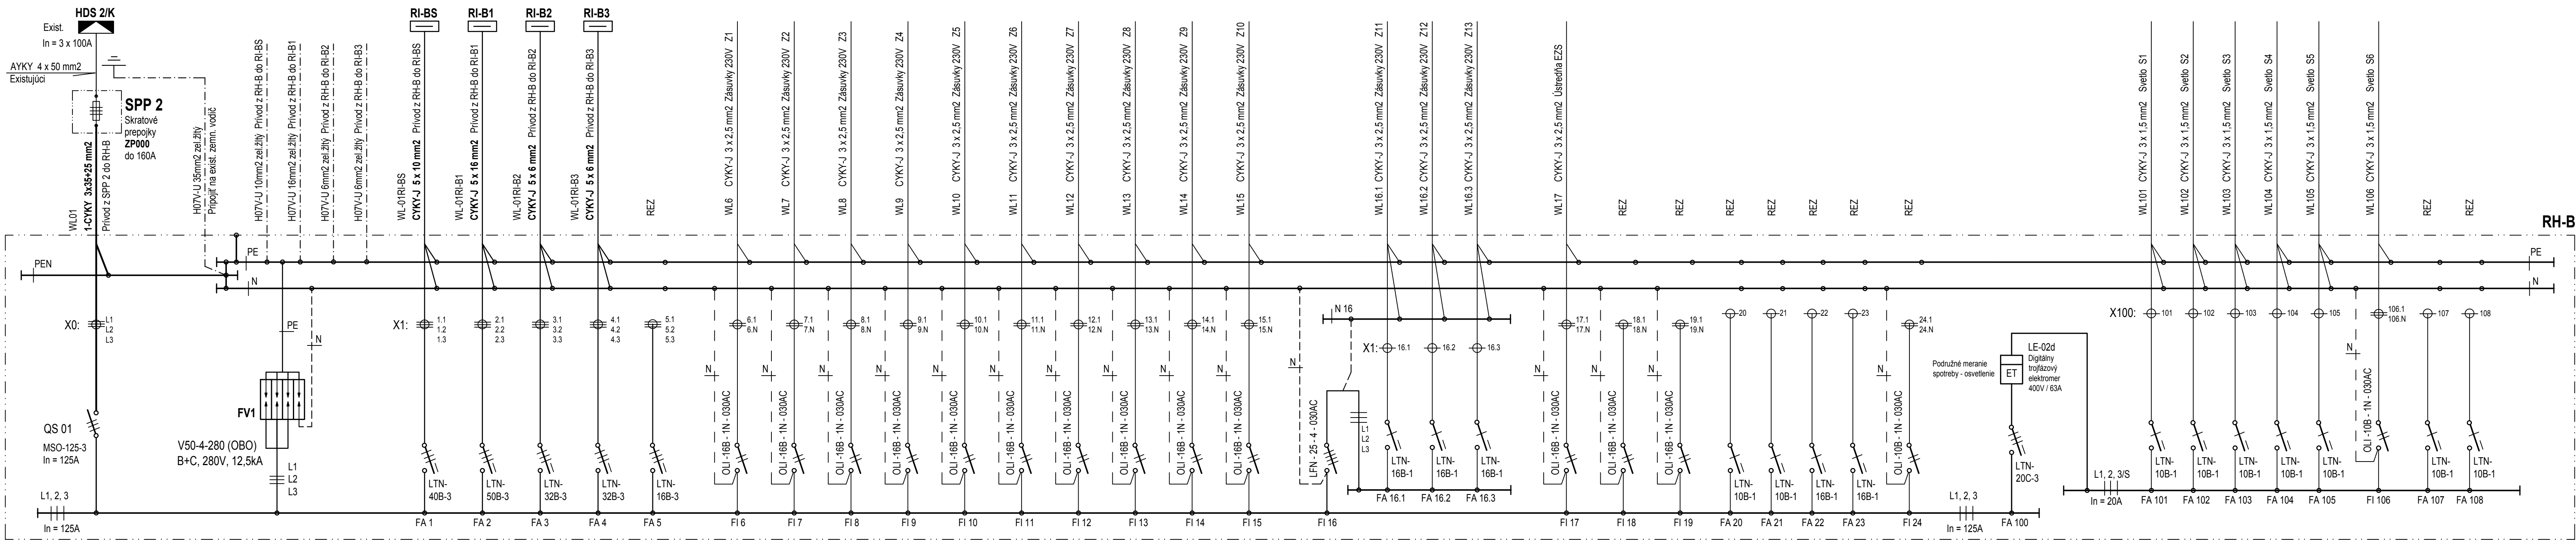 HDS 2/K
Exist.
In = 3 x 100A
AYKY 4 x 50 mm2
Existujúci
SPP 2
Skratové
prepojky
ZP000
do 160A
WL01
1-CYKY 3x35+25 mm2
Prívod z SPP 2 do RH-B
H07V-U 35mm2 zel.žltý
Pripojiť na exist. zemn. vodič
H07V-U 10mm2 zel.žltý Prívod z RH-B do RI-BS
H07V-U 16mm2 zel.žltý Prívod z RH-B do RI-B1
H07V-U 6mm2 zel.žltý Prívod z RH-B do RI-B2
H07V-U 6mm2 zel.žltý Prívod z RH-B do RI-B3
RI-BS
WL-01RI-BS
CYKY-J 5 x 10 mm2 Prívod z RH-B do RI-BS
RI-B1
WL-01RI-B1
CYKY-J 5 x 16 mm2 Prívod z RH-B do RI-B1
RI-B2
WL-01RI-B2
CYKY-J 5 x 6 mm2 Prívod z RH-B do RI-B2
RI-B3
WL-01RI-B3
CYKY-J 5 x 6 mm2 Prívod z RH-B do RI-B3
REZ
WL6 CYKY-J 3 x 2,5 mm2 Zásuvky 230V Z1
WL7 CYKY-J 3 x 2,5 mm2 Zásuvky 230V Z2
WL8 CYKY-J 3 x 2,5 mm2 Zásuvky 230V Z3
WL9 CYKY-J 3 x 2,5 mm2 Zásuvky 230V Z4
WL10 CYKY-J 3 x 2,5 mm2 Zásuvky 230V Z5
WL11 CYKY-J 3 x 2,5 mm2 Zásuvky 230V Z6
WL12 CYKY-J 3 x 2,5 mm2 Zásuvky 230V Z7
WL13 CYKY-J 3 x 2,5 mm2 Zásuvky 230V Z8
WL14 CYKY-J 3 x 2,5 mm2 Zásuvky 230V Z9
WL15 CYKY-J 3 x 2,5 mm2 Zásuvky 230V Z10
WL16.1 CYKY-J 3 x 2,5 mm2 Zásuvky 230V Z11
WL16.2 CYKY-J 3 x 2,5 mm2 Zásuvky 230V Z12
WL16.3 CYKY-J 3 x 2,5 mm2 Zásuvky 230V Z13
WL17 CYKY-J 3 x 2,5 mm2 Ústredňa EZS
REZ
REZ
REZ
REZ
REZ
REZ
REZ
WL101 CYKY-J 3 x 1,5 mm2 Svetlo S1
WL102 CYKY-J 3 x 1,5 mm2 Svetlo S2
WL103 CYKY-J 3 x 1,5 mm2 Svetlo S3
WL104 CYKY-J 3 x 1,5 mm2 Svetlo S4
WL105 CYKY-J 3 x 1,5 mm2 Svetlo S5
WL106 CYKY-J 3 x 1,5 mm2 Svetlo S6
REZ
REZ
RH-B
PEN
PE
N
PE
N
X0:
L1
L2
L3
PE
N
X1:
1.1
1.2
1.3
2.1
2.2
2.3
3.1
3.2
3.3
4.1
4.2
4.3
5.1
5.2
5.3
6.1
6.N
7.1
7.N
8.1
8.N
9.1
9.N
10.1
10.N
11.1
11.N
12.1
12.N
13.1
13.N
14.1
14.N
15.1
15.N
N 16
X1:
16.1
16.2
16.3
17.1
17.N
18.1
18.N
19.1
19.N
20
21
22
23
24.1
24.N
X100:
101
102
103
104
105
106.1
106.N
107
108
QS 01
MSO-125-3
In = 125A
FV1
V50-4-280 (OBO)
B+C, 280V, 12,5kA
L1
L2
L3
LTN-
40B-3
LTN-
50B-3
LTN-
32B-3
LTN-
32B-3
LTN-
16B-3
N
OLI -16B - 1N - 030AC
N
OLI -16B - 1N - 030AC
N
OLI -16B - 1N - 030AC
N
OLI -16B - 1N - 030AC
N
OLI -16B - 1N - 030AC
N
OLI -16B - 1N - 030AC
N
OLI -16B - 1N - 030AC
N
OLI -16B - 1N - 030AC
N
OLI -16B - 1N - 030AC
N
OLI -16B - 1N - 030AC
N
LFN - 25 - 4 - 030AC
L1
L2
L3
LTN-
16B-1
LTN-
16B-1
LTN-
16B-1
N
OLI -16B - 1N - 030AC
N
OLI -16B - 1N - 030AC
N
OLI -16B - 1N - 030AC
LTN-
10B-1
LTN-
10B-1
LTN-
16B-1
LTN-
16B-1
N
OLI -10B - 1N - 030AC
Podružné meranie
spotreby - osvetlenie
ET
LE-02d
Digitálny
trojfázový
elektromer
400V / 63A
LTN-
20C-3
LTN-
10B-1
LTN-
10B-1
LTN-
10B-1
LTN-
10B-1
LTN-
10B-1
N
OLI -10B - 1N - 030AC
LTN-
10B-1
LTN-
10B-1
L1, 2, 3
In = 125A
FA 1
FA 2
FA 3
FA 4
FA 5
FI 6
FI 7
FI 8
FI 9
FI 10
FI 11
FI 12
FI 13
FI 14
FI 15
FI 16
FA 16.1
FA 16.2
FA 16.3
FI 17
FI 18
FI 19
FA 20
FA 21
FA 22
FA 23
FI 24
L1, 2, 3
In = 125A
FA 100
L1, 2, 3/S
In = 20A
FA 101
FA 102
FA 103
FA 104
FA 105
FI 106
FA 107
FA 108